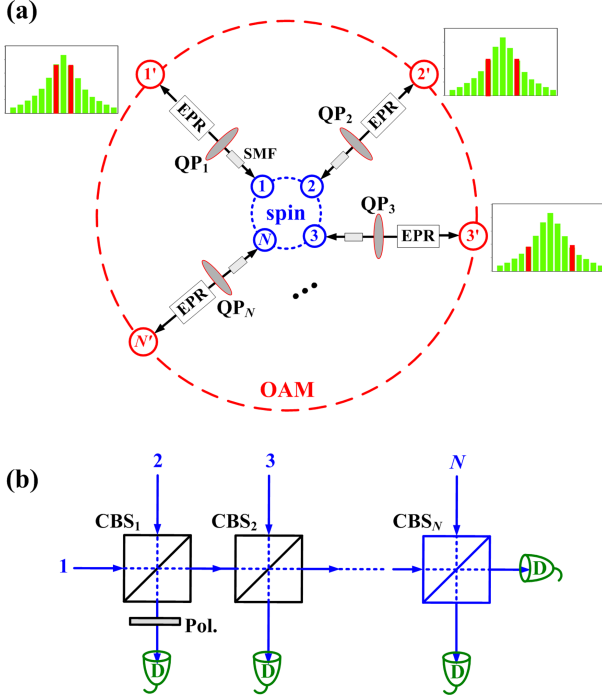 (a)
1'
2'
EPR
EPR
QP2
QP1
SMF
1
2
QP3
spin
N
3
EPR
3'
EPR
QPN
N'
OAM
(b)
2
3
N
CBS1
CBS2
CBSN
1
D
Pol.
D
D
D